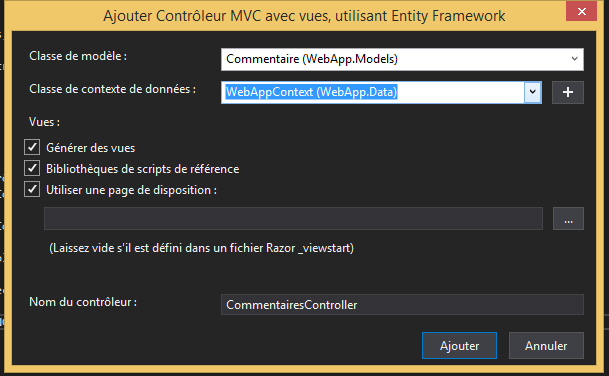 Ajouter Contrôleur MVC avec vues, utilisant Entity Framework
Classe de modèle :
Commentaire (WebApp.Models)
Classe de contexte de données :
WebAppContext (WebApp.Data)
Vues :
Générer des vues
Bibliothèques de scripts de référence
Utiliser une page de disposition :
...
(Laissez vide s'il est défini dans un fichier Razor _viewstart)
Nom du contrôleur :
CommentairesController
Ajouter
Annuler